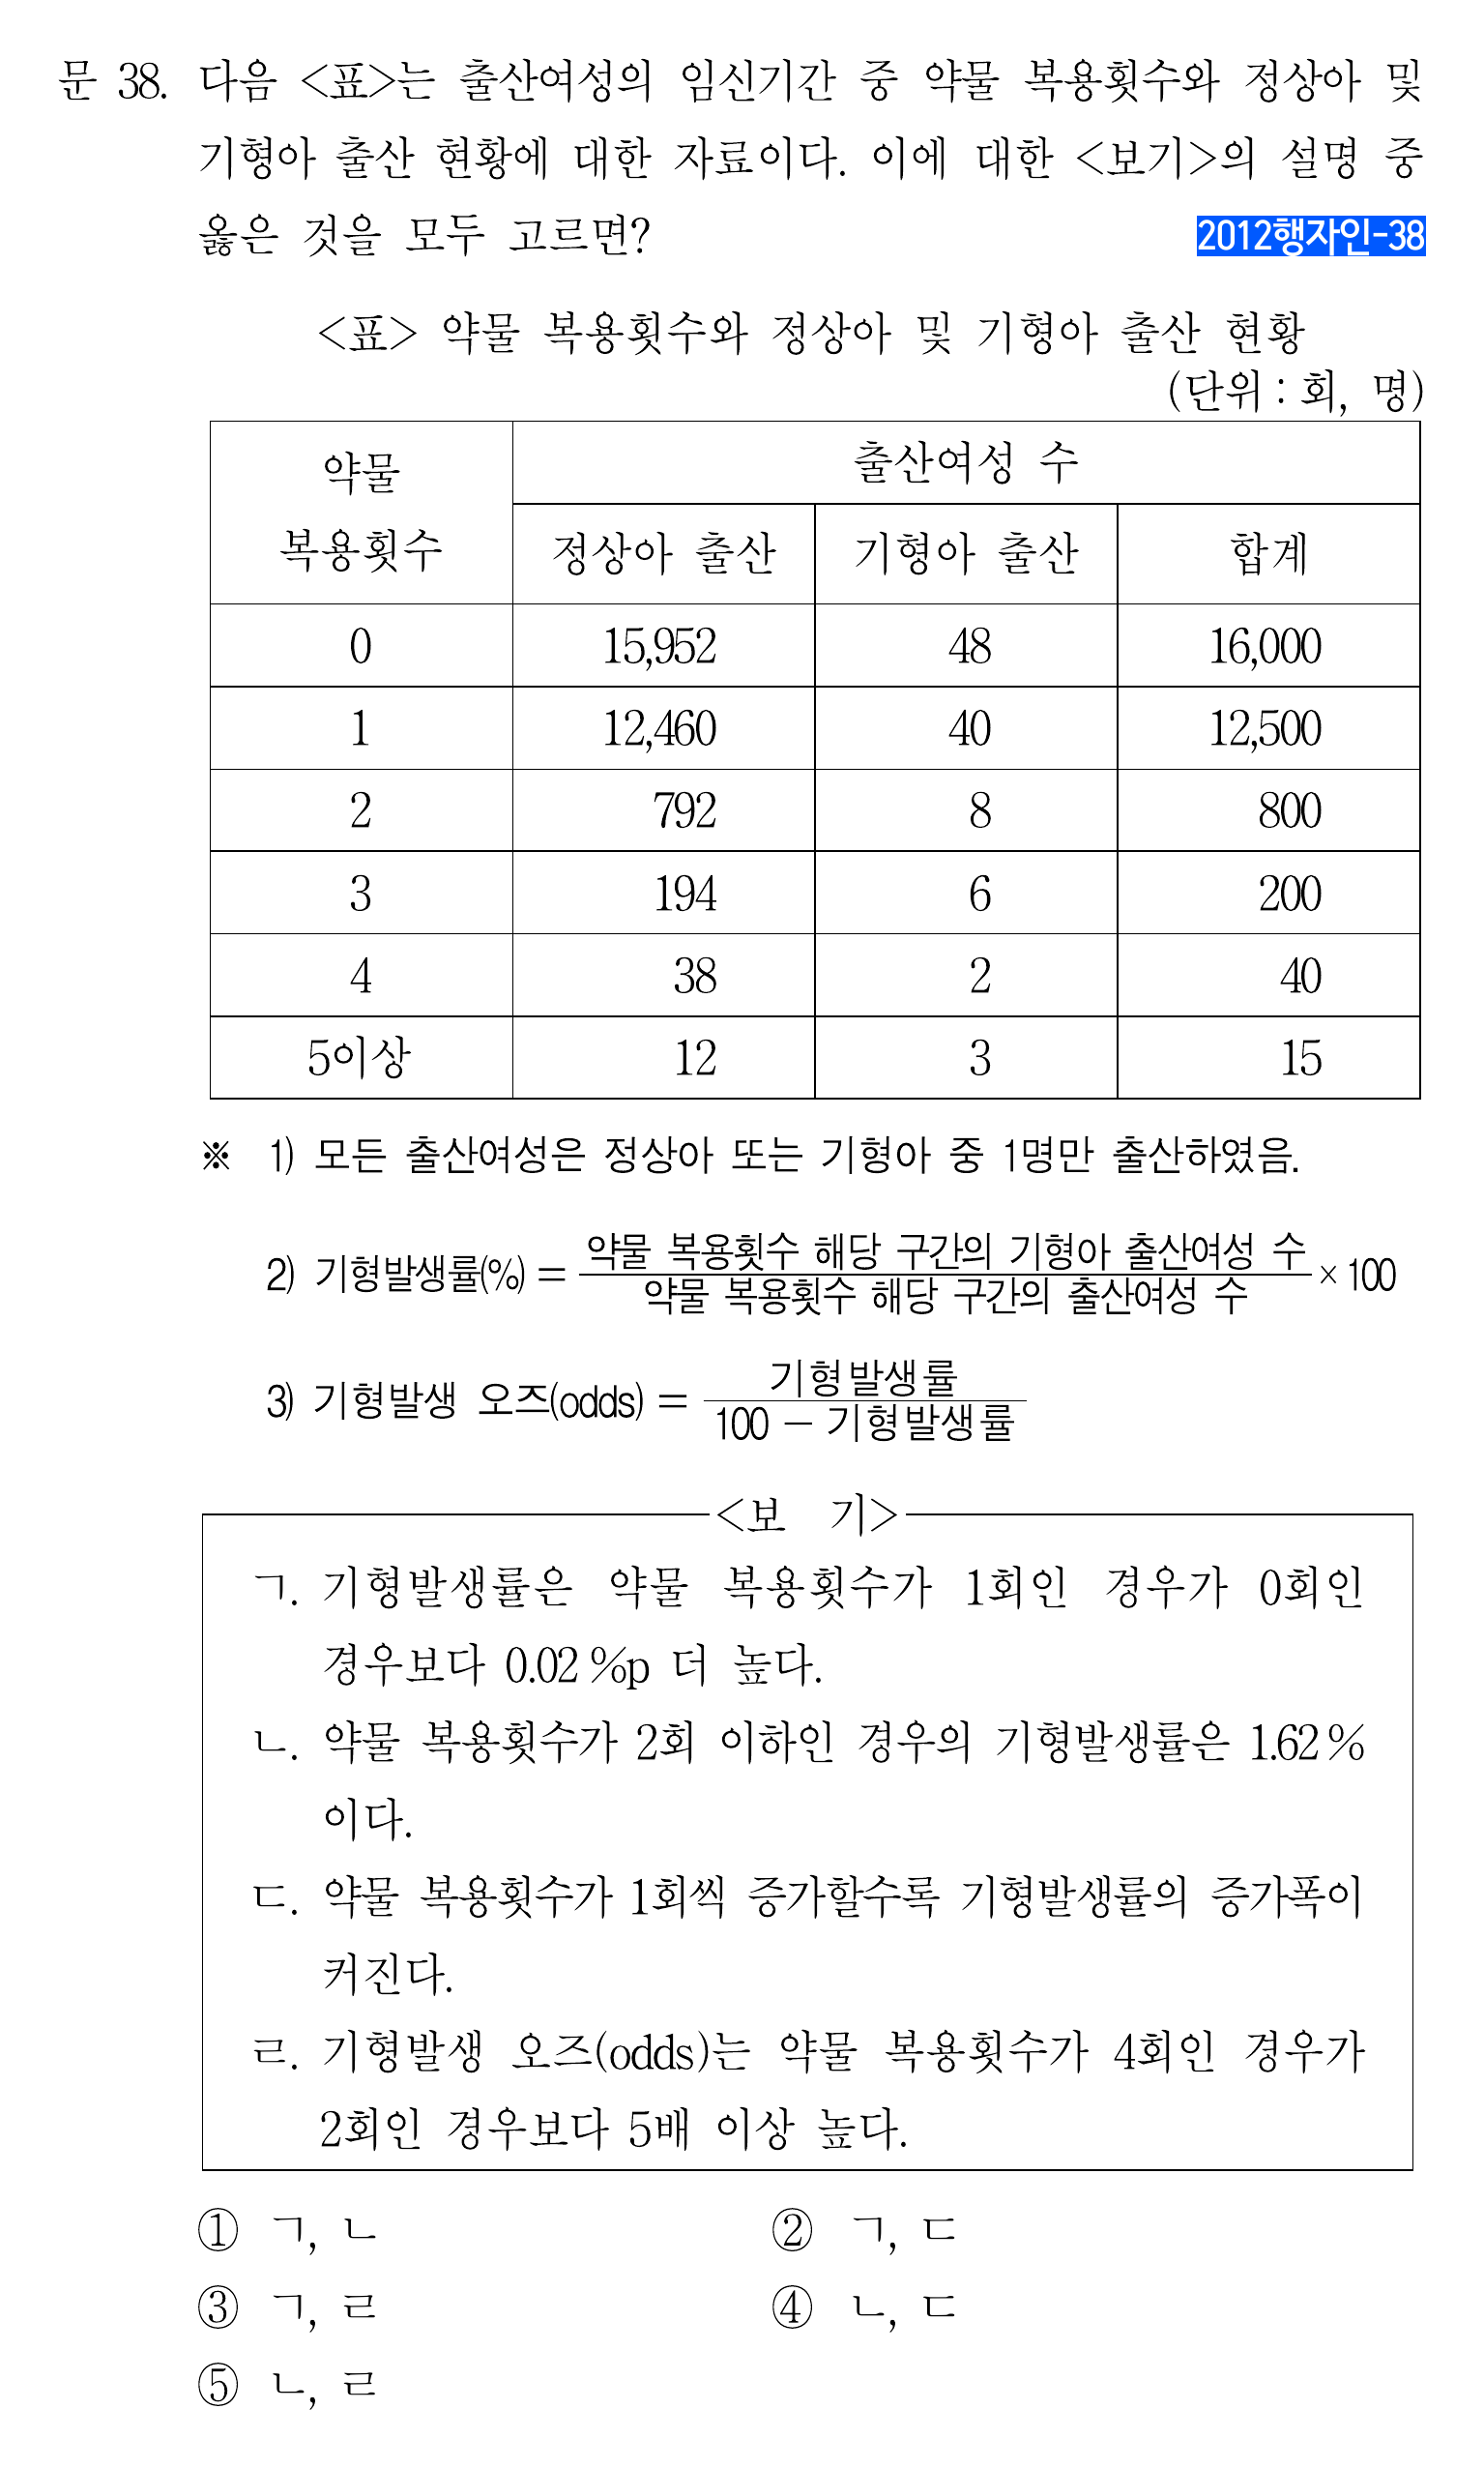 문 38. 다음 <표>는 출산여성의 임신기간 중 약물 복용횟수와 정상아 및
기형아 출산 현황에 대한 자료이다. 이에 대한 <보기>의 설명 중
옳은 것을 모두 고르면?
2012행자인-38
<표> 약물 복용횟수와 정상아 및 기형아 출산 현황
(단위 : 회, 명)
약물
복용횟수
출산여성 수
정상아 출산 기형아 출산 합계
0 15,952 48 16,000
1 12,460 40 12,500
2 792 8 800
3 194 6 200
4 38 2 40
5이상 12 3 15
※ 1) 모든 출산여성은 정상아 또는 기형아 중 1명만 출산하였음.
2) 기형발생률(%) = 약물 복용횟수 해당 구간의 기형아 출산여성 수 / 약물 복용횟수 해당 구간의 출산여성 수 × 100
3) 기형발생 오즈(odds) = 기형발생률 / 100 - 기형발생률
<보 기>
ㄱ. 기형발생률은 약물 복용횟수가 1회인 경우가 0회인
경우보다 0.02%p 더 높다.
ㄴ. 약물 복용횟수가 2회 이하인 경우의 기형발생률은 1.62%
이다.
ㄷ. 약물 복용횟수가 1회씩 증가할수록 기형발생률의 증가폭이
커진다.
ㄹ. 기형발생 오즈(odds)는 약물 복용횟수가 4회인 경우가
2회인 경우보다 5배 이상 높다.
① ㄱ, ㄴ ② ㄱ, ㄷ
③ ㄱ, ㄹ ④ ㄴ, ㄷ
⑤ ㄴ, ㄹ